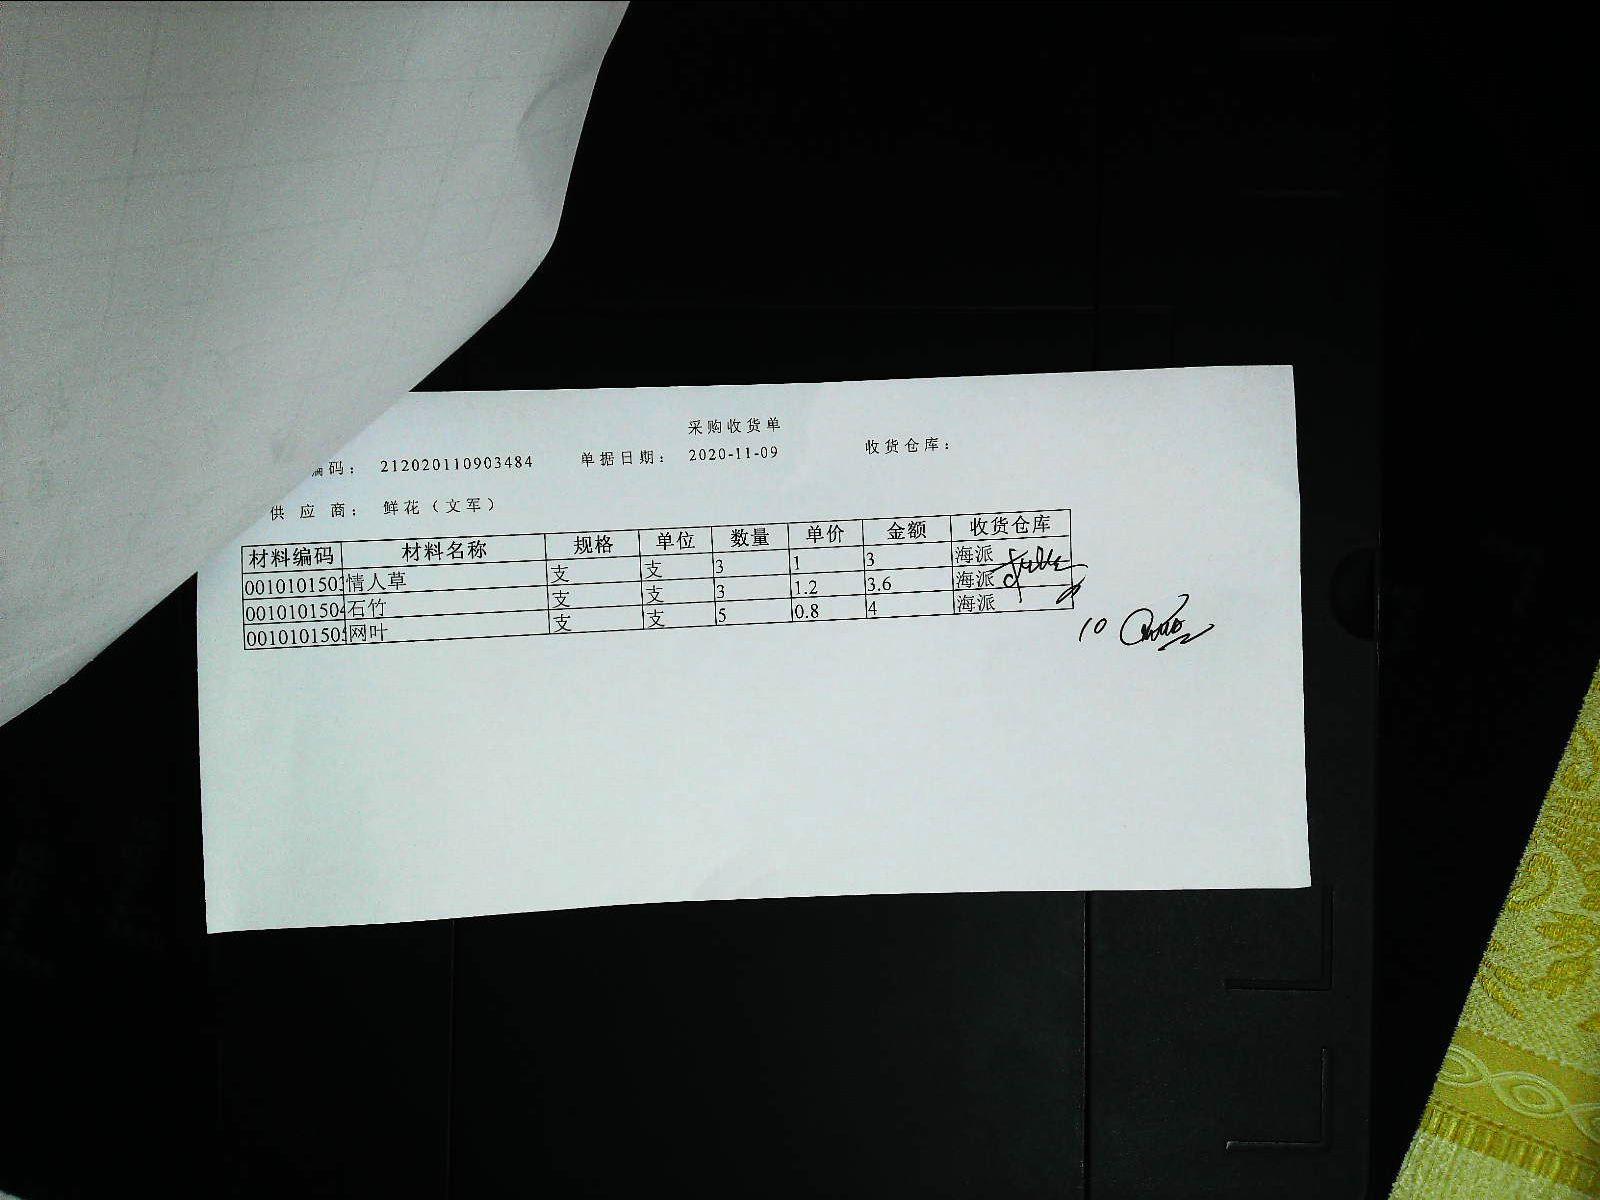 采购收货单
编码： 212020110903484 单据日期： 2020-11-09 收货仓库：
供应商： 鲜花（文军）
材料编码 材料名称 规格 单位 数量 单价 金额 收货仓库
0010101503 情人草 支 支 3 1 3 海派
0010101504 石竹 支 支 3 1.2 3.6 海派
0010101505 网叶 支 支 5 0.8 4 海派
10